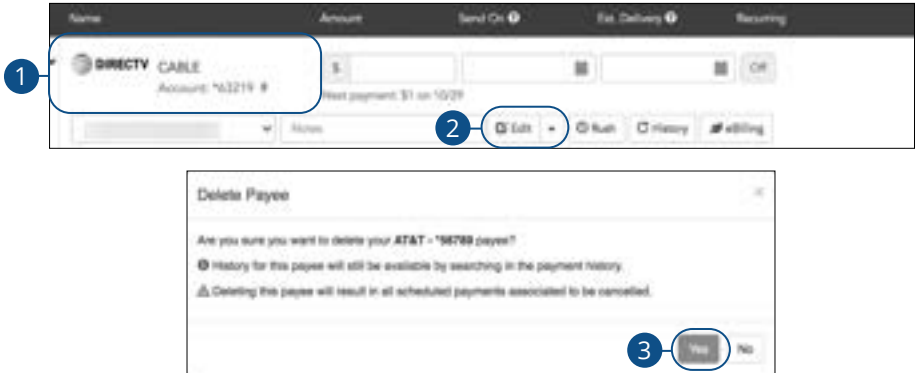 Name Amount Send On Est. Delivery Recurring
1
DIRECTV CABLE $ Off
Account: *63219
Next payment: $1 on 10/29
Notes 2 Edit Rush History eBilling
Delete Payee ×
Are you sure you want to delete your AT&T - *56789 payee?
History for this payee will still be available by searching in the payment history.
Deleting this payee will result in all scheduled payments associated to be cancelled.
3 Yes No